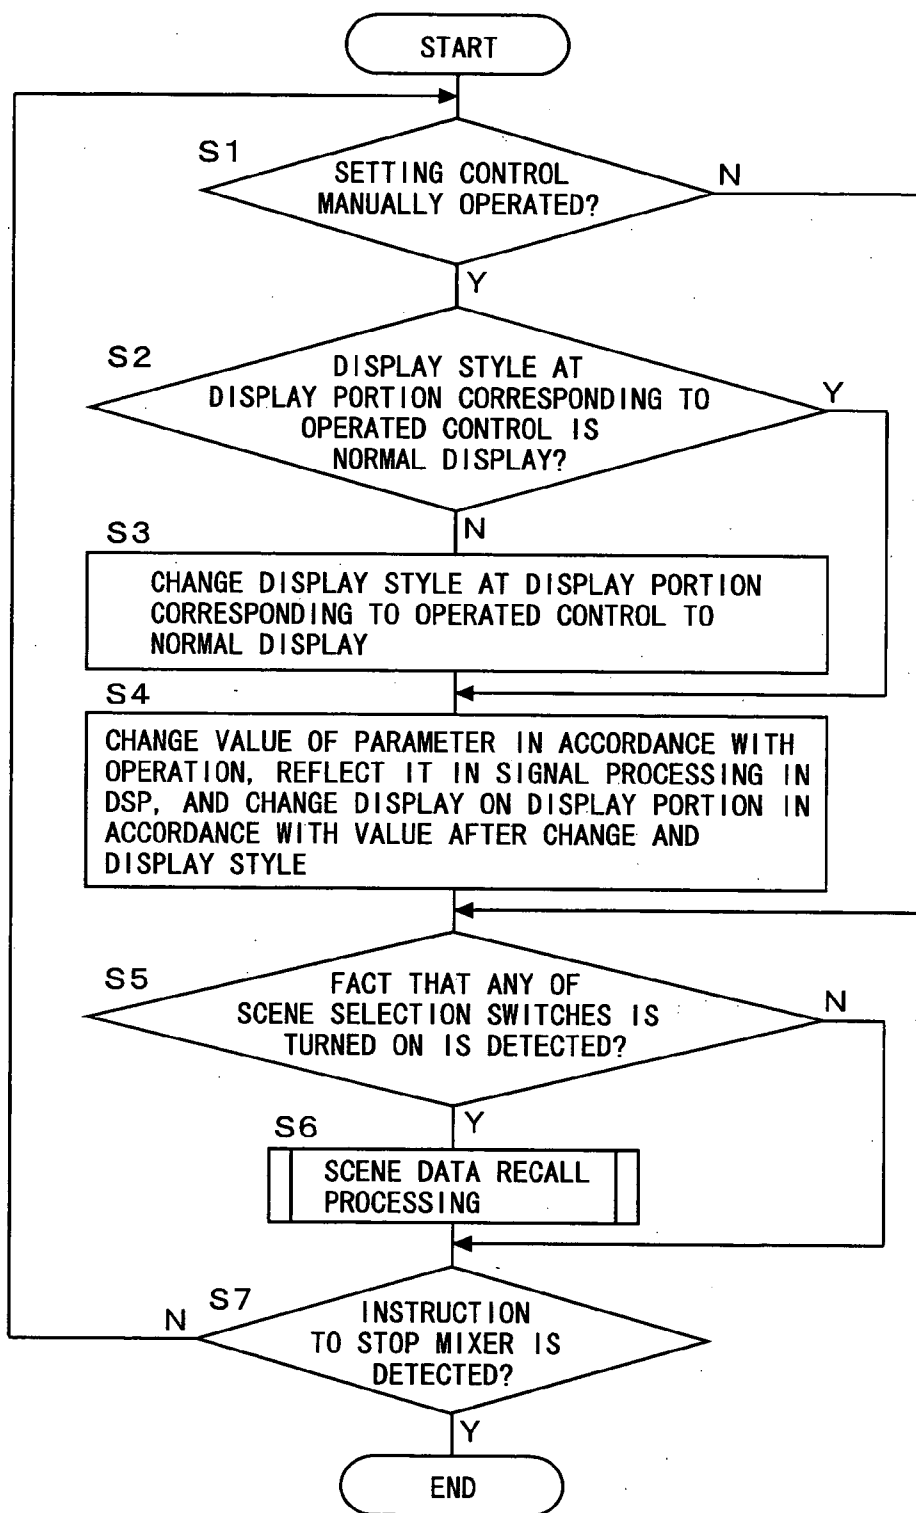 START
S1
SETTING CONTROL
MANUALLY OPERATED?
N
Y
S2
DISPLAY STYLE AT
DISPLAY PORTION CORRESPONDING TO
OPERATED CONTROL IS
NORMAL DISPLAY?
Y
N
S3
CHANGE DISPLAY STYLE AT DISPLAY PORTION
CORRESPONDING TO OPERATED CONTROL TO
NORMAL DISPLAY
S4
CHANGE VALUE OF PARAMETER IN ACCORDANCE WITH
OPERATION, REFLECT IT IN SIGNAL PROCESSING IN
DSP, AND CHANGE DISPLAY ON DISPLAY PORTION IN
ACCORDANCE WITH VALUE AFTER CHANGE AND
DISPLAY STYLE
S5
FACT THAT ANY OF
SCENE SELECTION SWITCHES IS
TURNED ON IS DETECTED?
N
Y
S6
SCENE DATA RECALL
PROCESSING
S7
N
INSTRUCTION
TO STOP MIXER IS
DETECTED?
Y
END